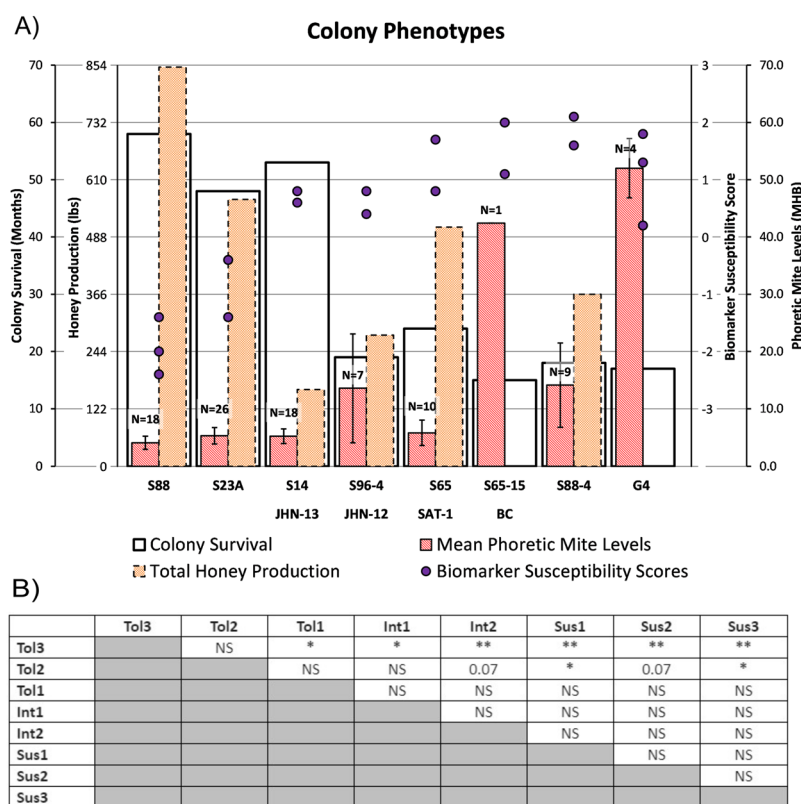 A)
Colony Phenotypes
70 854 3 70.0
60 732 2 60.0
50 610 1 50.0
40 488 0 40.0
30 366 -1 30.0
20 244 -2 20.0
10 122 -3 10.0
0 0 0.0
Colony Survival (Months)
Honey Production (lbs)
Biomarker Susceptibility Score
Phoretic Mite Levels (MHB)
N=18 N=26 N=18 N=7 N=10 N=1 N=9 N=4
S88 S23A S14 S96-4 S65 S65-15 S88-4 G4
JHN-13 JHN-12 SAT-1 BC
Colony Survival Mean Phoretic Mite Levels
Total Honey Production Biomarker Susceptibility Scores
B)
Tol3 Tol2 Tol1 Int1 Int2 Sus1 Sus2 Sus3
Tol3 NS * * ** ** ** **
Tol2 NS NS 0.07 * 0.07 *
Tol1 NS NS NS NS NS
Int1 NS NS NS NS
Int2 NS NS NS
Sus1 NS NS
Sus2 NS
Sus3